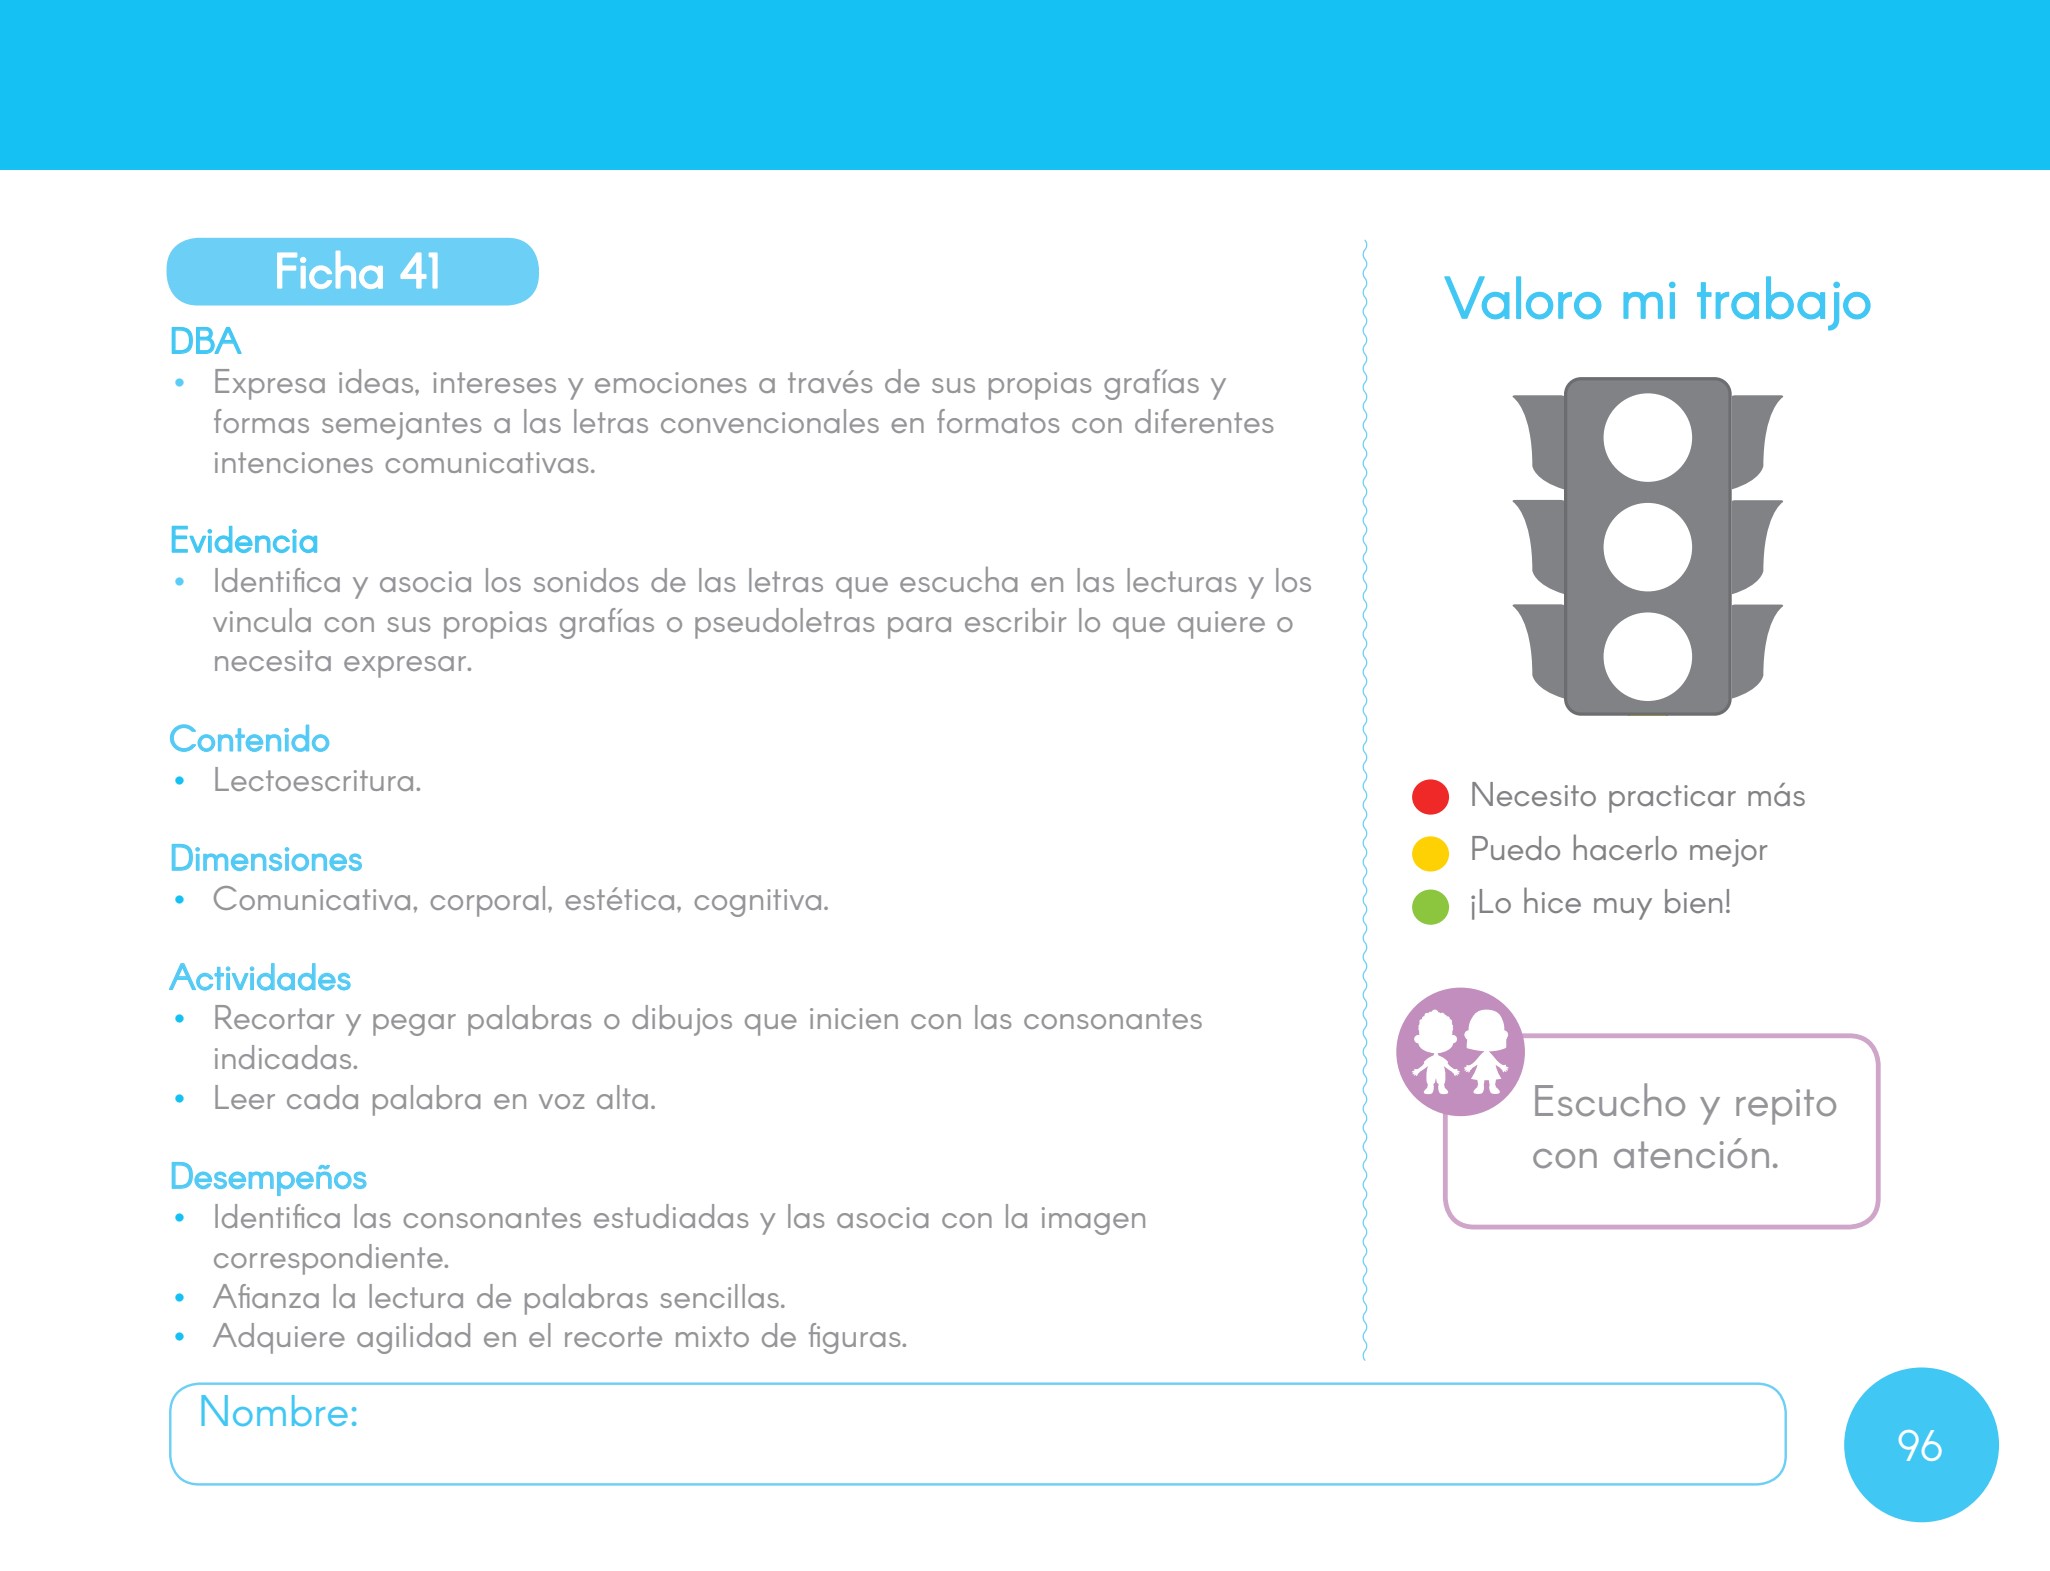 Ficha 41
DBA
• Expresa ideas, intereses y emociones a través de sus propias grafías y
formas semejantes a las letras convencionales en formatos con diferentes
intenciones comunicativas.
Evidencia
• Identifica y asocia los sonidos de las letras que escucha en las lecturas y los
vincula con sus propias grafías o pseudoletras para escribir lo que quiere o
necesita expresar.
Contenido
• Lectoescritura.
Dimensiones
• Comunicativa, corporal, estética, cognitiva.
Actividades
• Recortar y pegar palabras o dibujos que inicien con las consonantes
indicadas.
• Leer cada palabra en voz alta.
Desempeños
• Identifica las consonantes estudiadas y las asocia con la imagen
correspondiente.
• Afianza la lectura de palabras sencillas.
• Adquiere agilidad en el recorte mixto de figuras.
Valoro mi trabajo
Necesito practicar más
Puedo hacerlo mejor
¡Lo hice muy bien!
Escucho y repito
con atención.
Nombre:
96